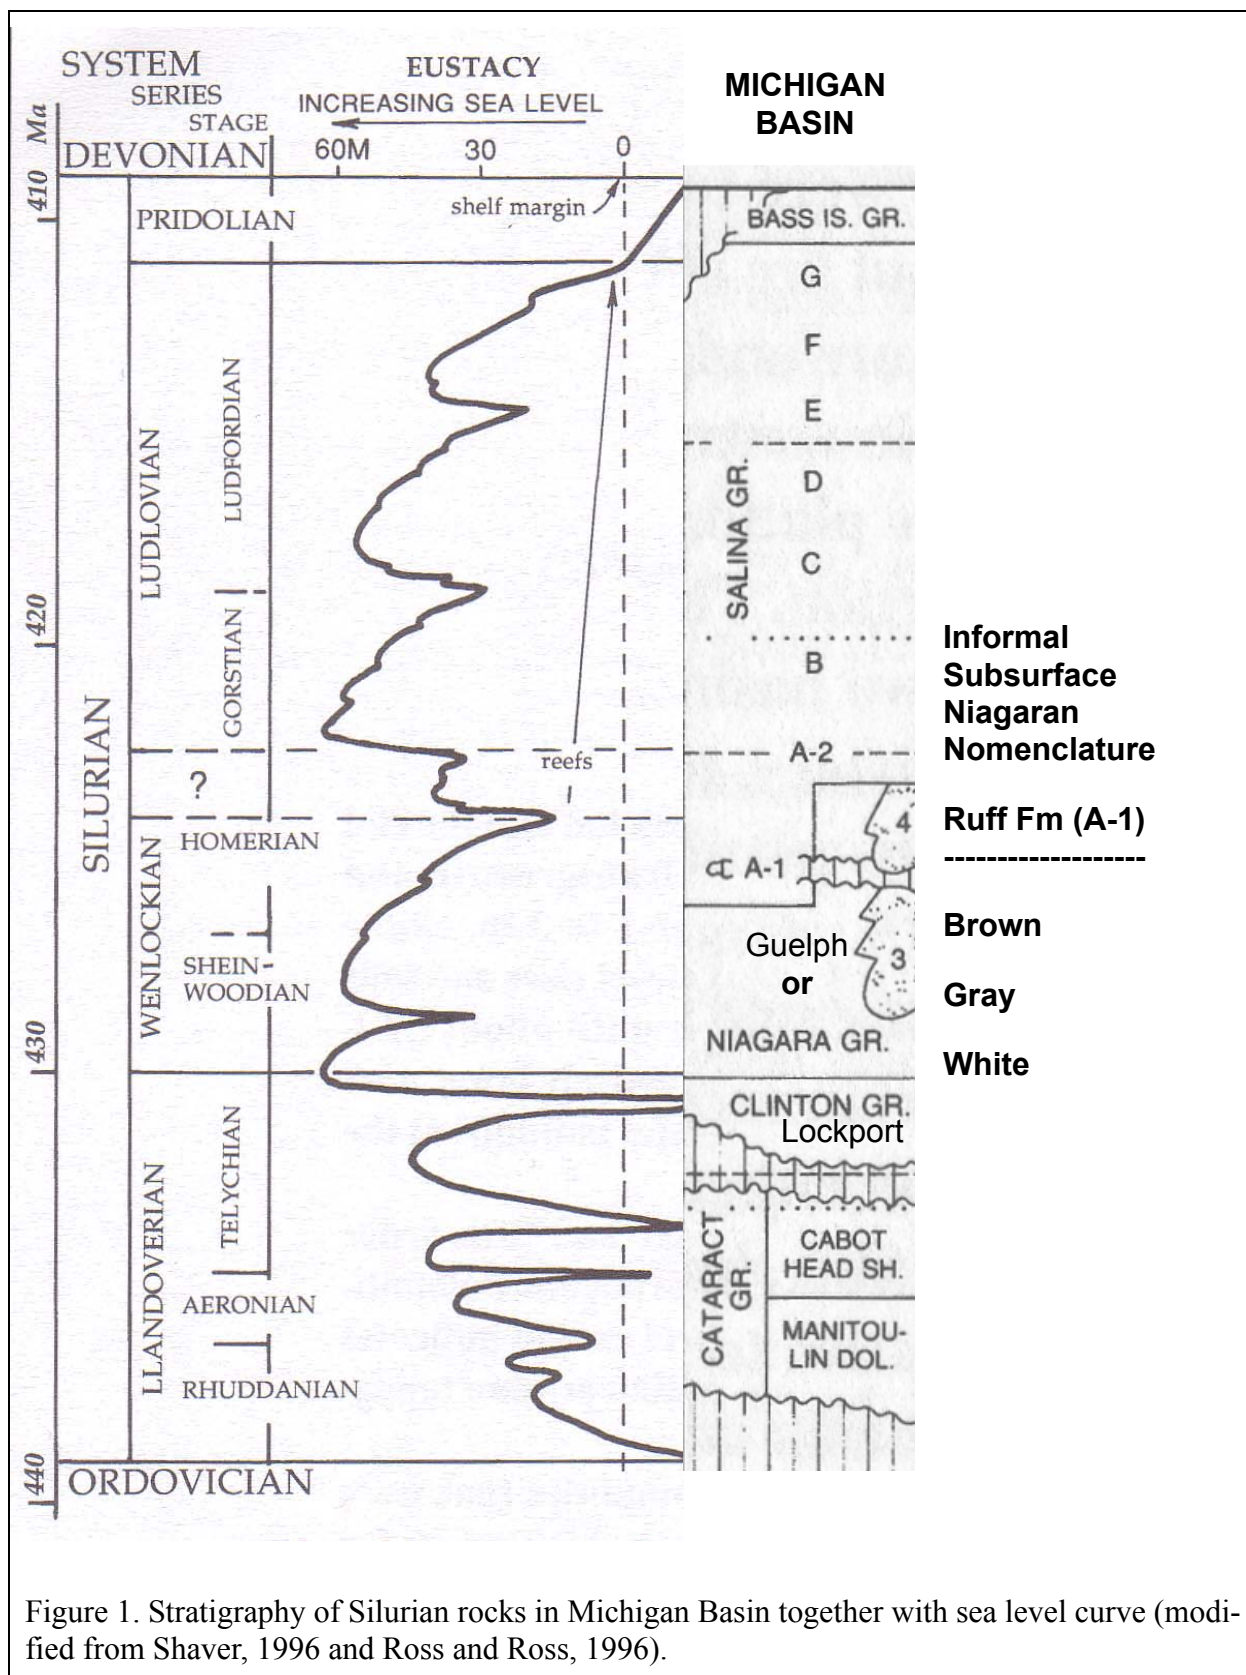 SYSTEM
SERIES
STAGE
EUSTACY
INCREASING SEA LEVEL
MICHIGAN
BASIN
Ma
DEVONIAN
60M 30 0
410
shelf margin
PRIDOLIAN
BASS IS. GR.
G
F
E
LUDLOVIAN
LUDFORDIAN
SALINA GR.
D
C
420
GORSTIAN
B
Informal
Subsurface
Niagaran
Nomenclature
A-2
reefs
SILURIAN
?
4
Ruff Fm (A-1)
-------------------
WENLOCKIAN
HOMERIAN
A-1
Brown
Guelph
or
3
SHEIN-
WOODIAN
Gray
NIAGARA GR.
White
430
CLINTON GR.
Lockport
LLANDOVERIAN
TELYCHIAN
CATARACT
GR.
CABOT
HEAD SH.
AERONIAN
MANITOU-
LIN DOL.
RHUDDANIAN
440
ORDOVICIAN
Figure 1. Stratigraphy of Silurian rocks in Michigan Basin together with sea level curve (modi-
fied from Shaver, 1996 and Ross and Ross, 1996).